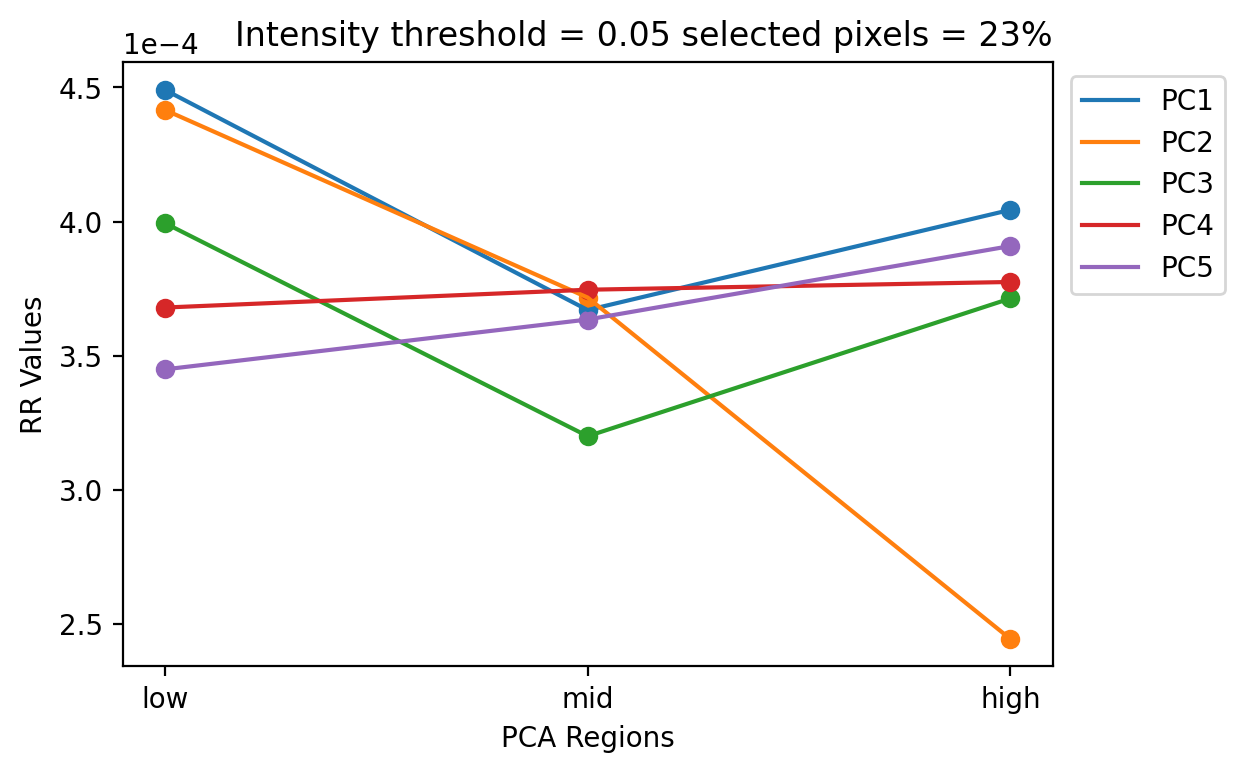 1e−4
Intensity threshold = 0.05 selected pixels = 23%
4.5
4.0
3.5
3.0
2.5
RR Values
low
mid
high
PCA Regions
PC1
PC2
PC3
PC4
PC5